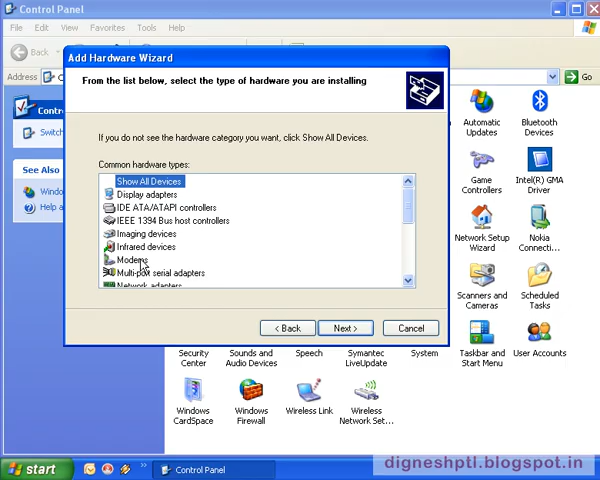 Control Panel
File Edit View Favorites Tools Help
Back
Address
Go
Contro
Switch
See Also
Windo
Help a
Add Hardware Wizard
From the list below, select the type of hardware you are installing
If you do not see the hardware category you want, click Show All Devices.
Common hardware types:
Show All Devices
Display adapters
IDE ATA/ATAPI controllers
IEEE 1394 Bus host controllers
Imaging devices
Infrared devices
Modems
Multi-port serial adapters
Network adapters
< Back Next > Cancel
Automatic Updates
Bluetooth Devices
Game Controllers
Intel(R) GMA Driver
Network Setup Wizard
Nokia Connecti...
Scanners and Cameras
Scheduled Tasks
Security Center
Sounds and Audio Devices
Speech
Symantec LiveUpdate
System
Taskbar and Start Menu
User Accounts
Windows CardSpace
Windows Firewall
Wireless Link
Wireless Network Set...
start
Control Panel
digneshptl.blogspot.in